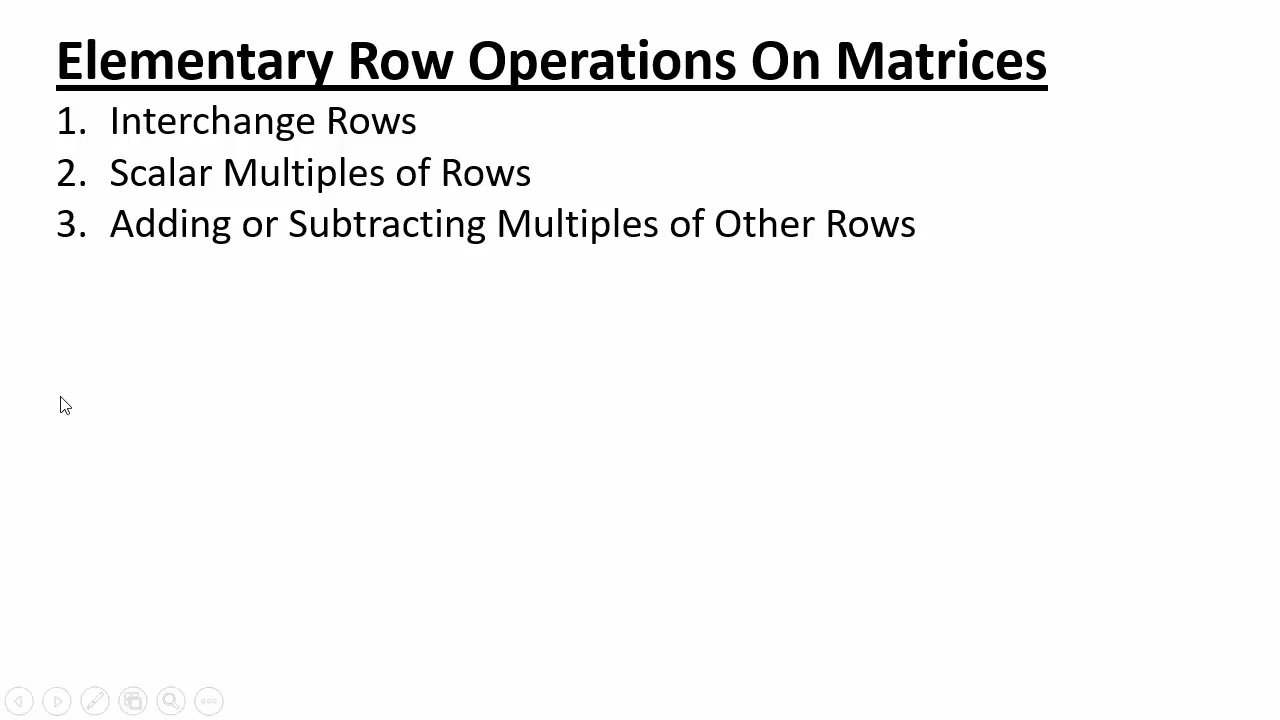 Elementary Row Operations On Matrices
1. Interchange Rows
2. Scalar Multiples of Rows
3. Adding or Subtracting Multiples of Other Rows